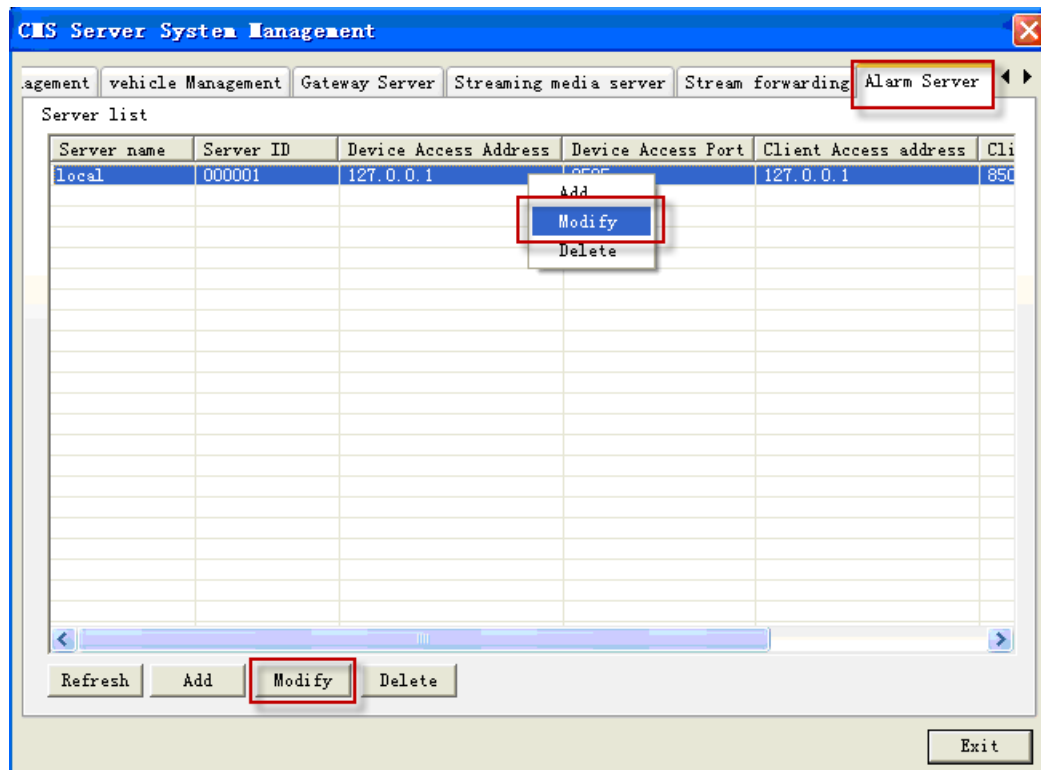 CMS Server System Management
.agement vehicle Management Gateway Server Streaming media server Stream forwarding Alarm Server
Server list
Server name Server ID Device Access Address Device Access Port Client Access address Cli
local 000001 127.0.0.1 127.0.0.1 850
Add
Modify
Delete
Refresh Add Modify Delete
Exit